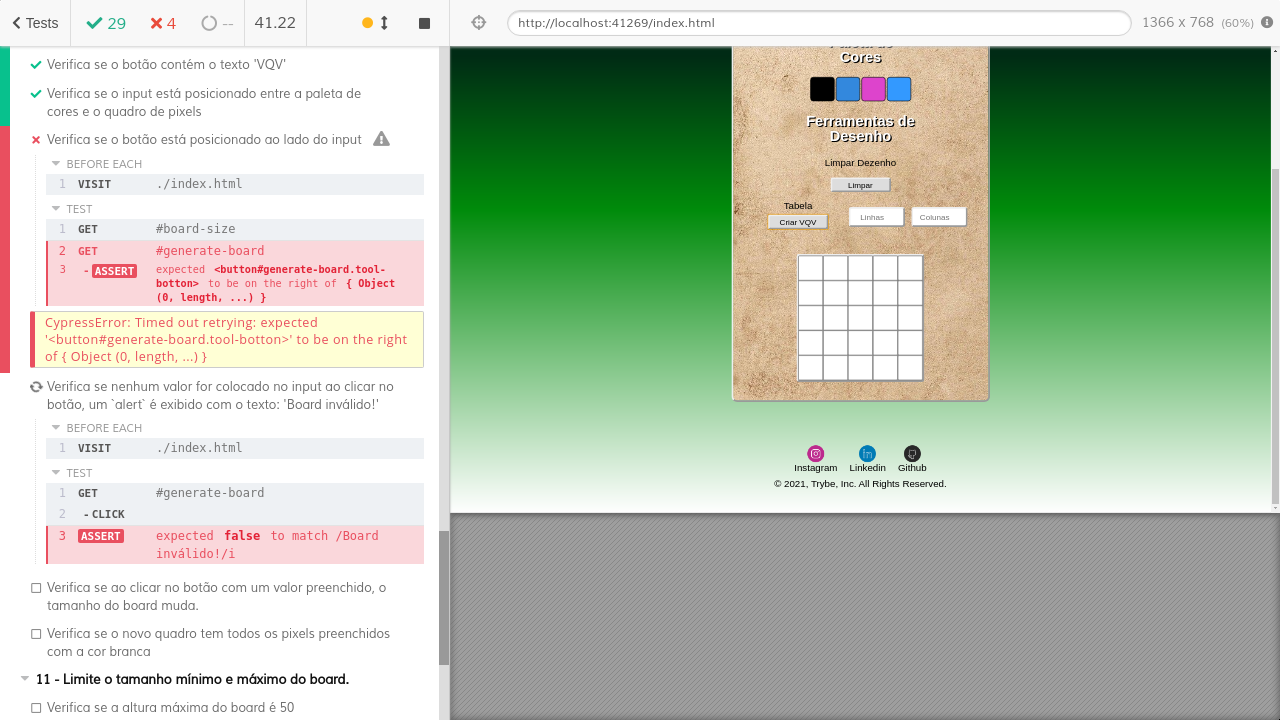 Tests
29
4
--
41.22
http://localhost:41269/index.html
1366 x 768 (60%)
Verifica se o botão contém o texto 'VQV'
Verifica se o input está posicionado entre a paleta de
cores e o quadro de pixels
Verifica se o botão está posicionado ao lado do input
BEFORE EACH
1 VISIT ./index.html
TEST
1 GET #board-size
2 GET #generate-board
3 - ASSERT expected <button#generate-board.tool-
botton> to be on the right of { Object
(0, length, ...) }
CypressError: Timed out retrying: expected
'<button#generate-board.tool-botton>' to be on the right
of { Object (0, length, ...) }
Verifica se nenhum valor for colocado no input ao clicar no
botão, um `alert` é exibido com o texto: 'Board inválido!'
BEFORE EACH
1 VISIT ./index.html
TEST
1 GET #generate-board
2 - CLICK
3 ASSERT expected false to match /Board
inválido!/i
Verifica se ao clicar no botão com um valor preenchido, o
tamanho do board muda.
Verifica se o novo quadro tem todos os pixels preenchidos
com a cor branca
11 - Limite o tamanho mínimo e máximo do board.
Verifica se a altura máxima do board é 50
Cores
Ferramentas de
Desenho
Limpar Dezenho
Limpar
Tabela
Criar VQV
Linhas
Colunas
Instagram
Linkedin
Github
© 2021, Trybe, Inc. All Rights Reserved.